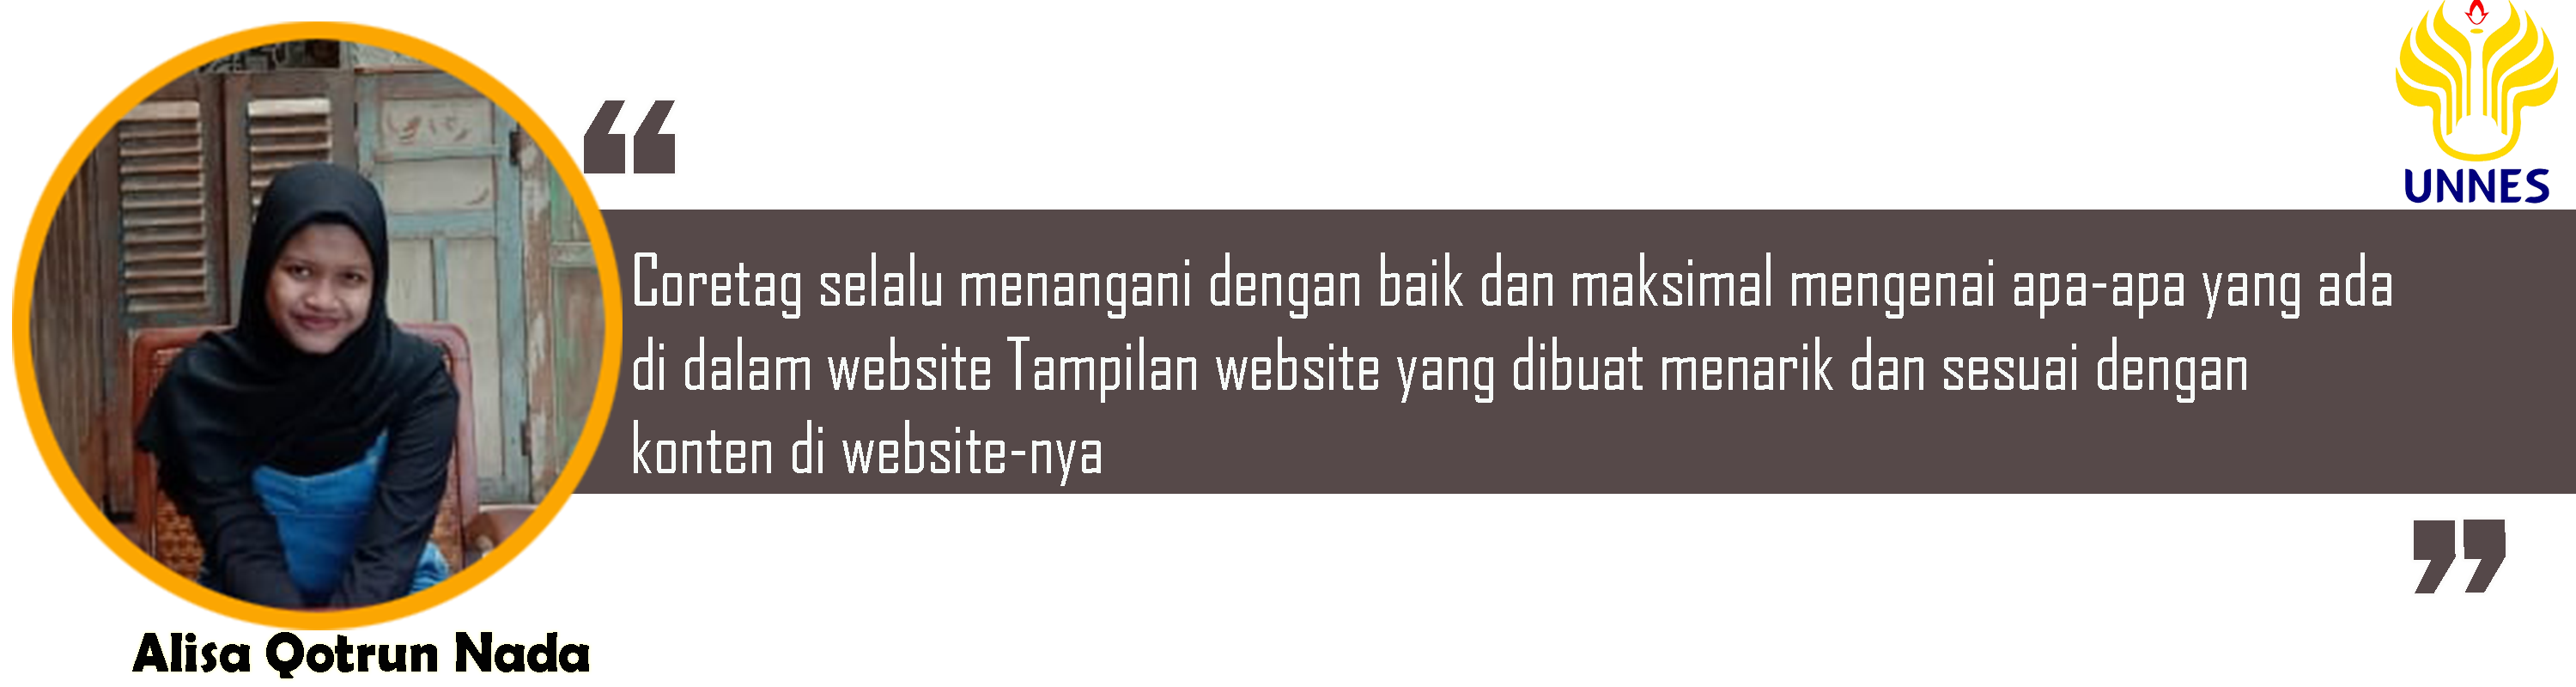 UNNES
“
Coretag selalu menangani dengan baik dan maksimal mengenai apa-apa yang ada
di dalam website Tampilan website yang dibuat menarik dan sesuai dengan
konten di website-nya
”
Alisa Qotrun Nada